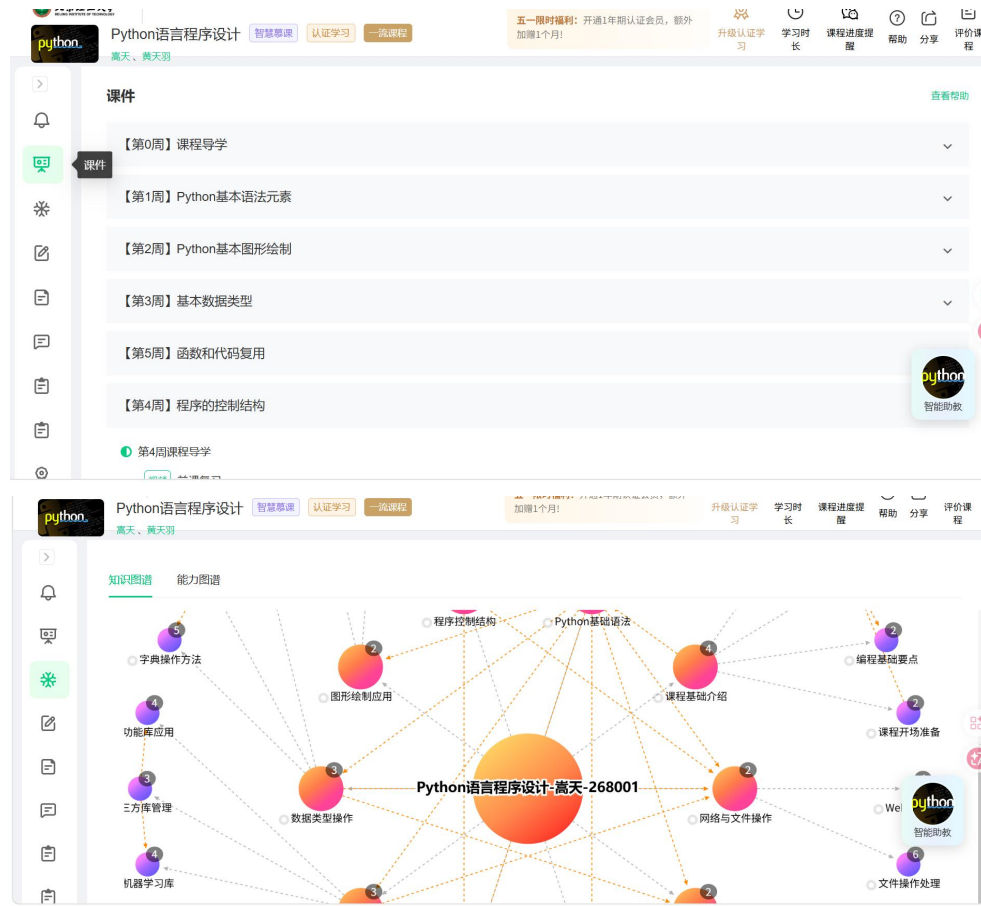 BEIJING INSTITUTE OF TECHNOLOGY
python
Python语言程序设计 智慧慕课 认证学习 一流课程
嵩天、黄天羽
五一限时福利：开通1年期认证会员，额外
加赠1个月！
升级认证学
习
学习时
长
课程进度提
醒
帮助
分享
评价课
程
课件
查看帮助
【第0周】课程导学
课件
【第1周】Python基本语法元素
【第2周】Python基本图形绘制
【第3周】基本数据类型
【第5周】函数和代码复用
python
智能助教
【第4周】程序的控制结构
第4周课程导学
python
Python语言程序设计 智慧慕课 认证学习 一流课程
嵩天、黄天羽
加赠1个月！
升级认证学
习
学习时
长
课程进度提
醒
帮助
分享
评价课
程
知识图谱 能力图谱
程序控制结构
Python基础语法
5
字典操作方法
2
图形绘制应用
4
课程基础介绍
2
编程基础要点
4
功能库应用
2
课程开场准备
3
三方库管理
3
数据类型操作
Python语言程序设计-嵩天-268001
2
网络与文件操作
We
python
智能助教
4
机器学习库
3
2
6
文件操作处理